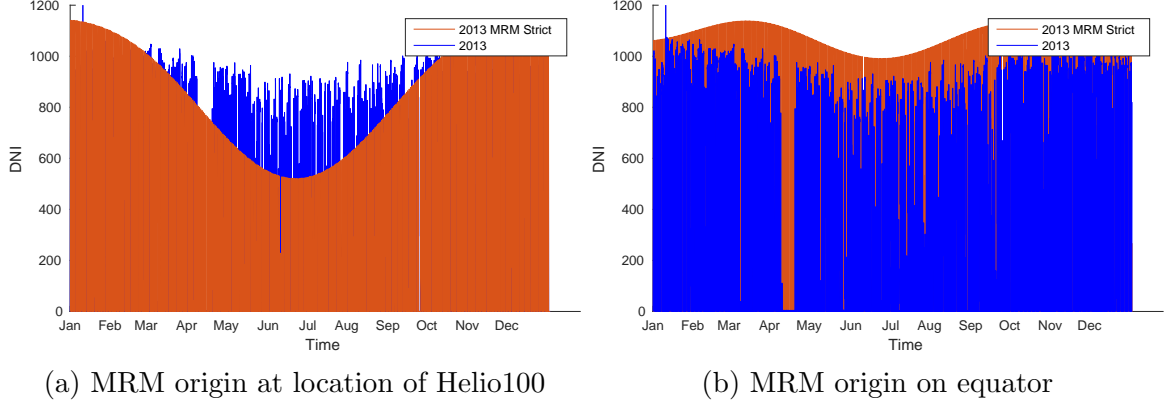 1200
1000
800
600
400
200
0
DNI
Jan Feb Mar Apr May Jun Jul Aug Sep Oct Nov Dec
Time
2013 MRM Strict
2013
(a) MRM origin at location of Helio100
1200
1000
800
600
400
200
0
DNI
Jan Feb Mar Apr May Jun Jul Aug Sep Oct Nov Dec
Time
2013 MRM Strict
2013
(b) MRM origin on equator